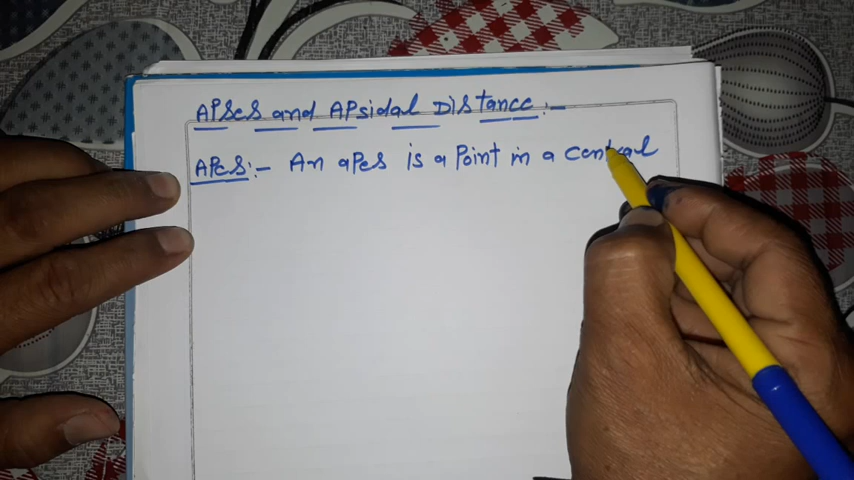 APSes and APsidal Distance :-
APeS :- An aPeS is a Point in a central